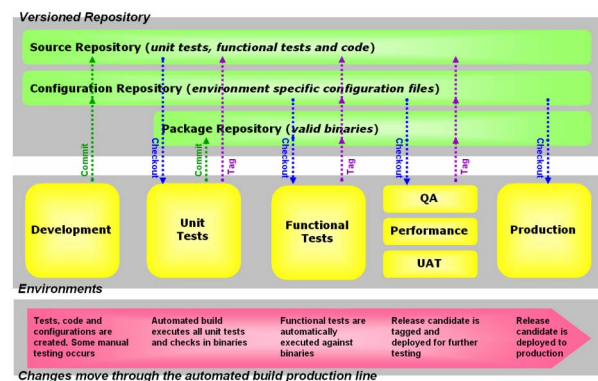 Versioned Repository
Source Repository (unit tests, functional tests and code)
Configuration Repository (environment specific configuration files)
Package Repository (valid binaries)
Commit
Checkout
Commit
Tag
Checkout
Tag
Checkout
Tag
Checkout
Development
Unit
Tests
Functional
Tests
QA
Performance
UAT
Production
Environments
Tests, code and
configurations are
created. Some manual
testing occurs
Automated build
executes all unit tests
and checks in binaries
Functional tests are
automatically
executed against
binaries
Release candidate is
tagged and
deployed for further
testing
Release
candidate is
deployed to
production
Changes move through the automated build production line